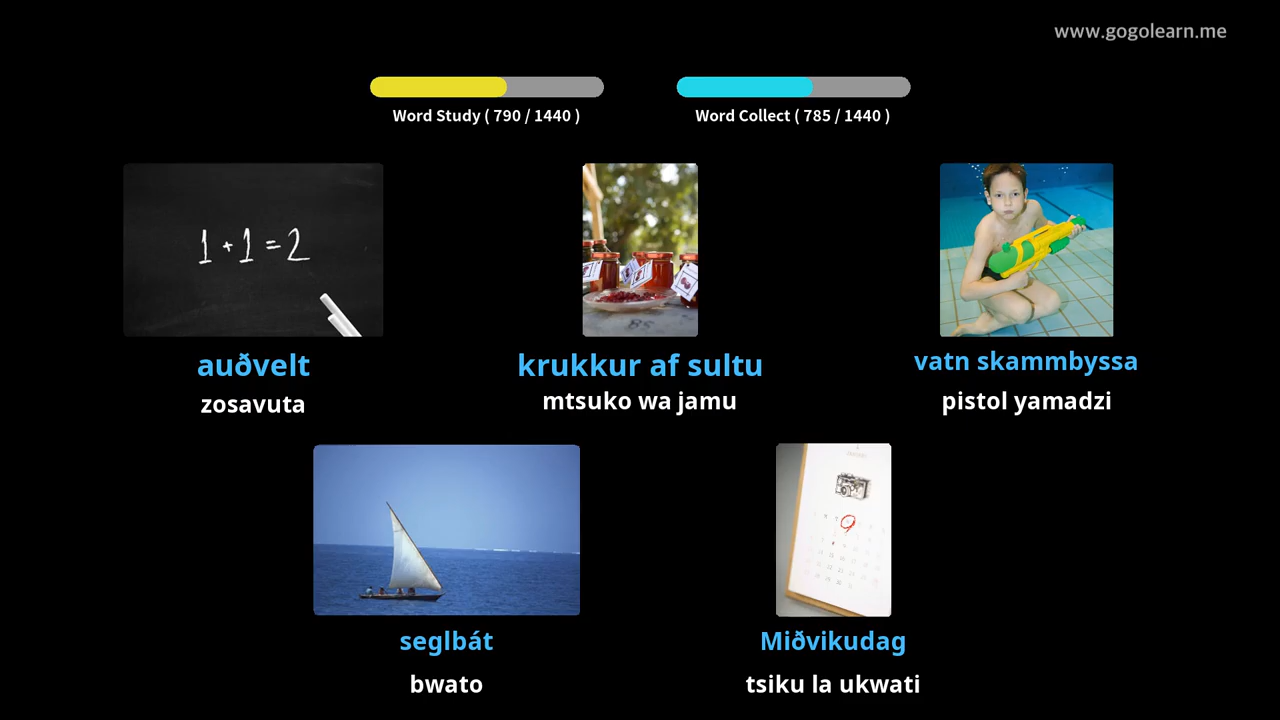 www.gogolearn.me
Word Study ( 790 / 1440 )
Word Collect ( 785 / 1440 )
1 + 1 = 2
auðvelt
zosavuta
krukkur af sultu
mtsuko wa jamu
vatn skammbyssa
pistol yamadzi
seglbát
bwato
Miðvikudag
tsiku la ukwati